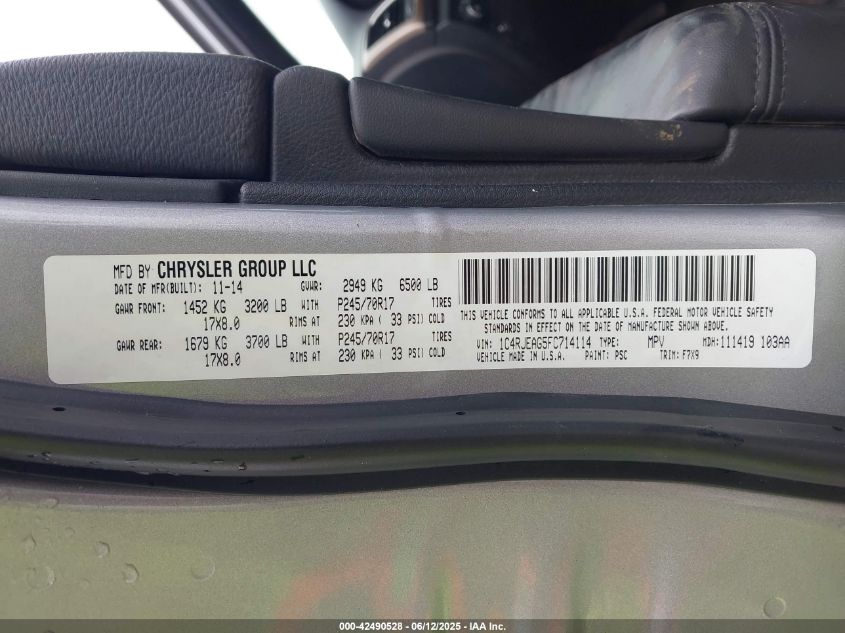 MFD BY CHRYSLER GROUP LLC
DATE OF MFR(BUILT): 11-14 GVWR: 2949 KG 6500 LB
GAWR FRONT: 1452 KG 3200 LB WITH P245/70R17 TIRES
17X8.0 RIMS AT 230 KPA ( 33 PSI) COLD
GAWR REAR: 1679 KG 3700 LB WITH P245/70R17 TIRES
17X8.0 RIMS AT 230 KPA ( 33 PSI) COLD
THIS VEHICLE CONFORMS TO ALL APPLICABLE U.S.A. FEDERAL MOTOR VEHICLE SAFETY
STANDARDS IN EFFECT ON THE DATE OF MANUFACTURE SHOWN ABOVE.
VIN: 1C4RJEAG5FC714114 TYPE: MPV MDH: 111419 103AA
VEHICLE MADE IN U.S.A. PAINT: PSC TRIM: F7X9
000-42490528 - 06/12/2025 - IAA Inc.